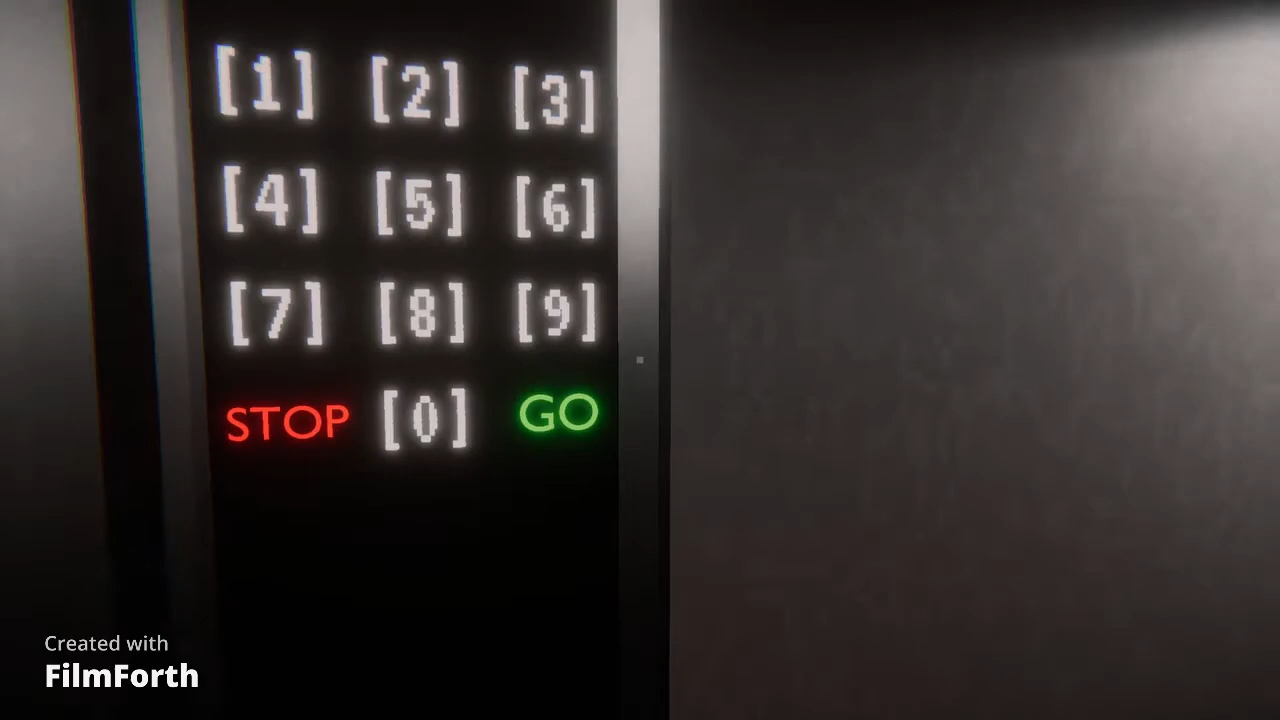 [1] [2] [3]
[4] [5] [6]
[7] [8] [9]
STOP [0] GO
Created with
FilmForth